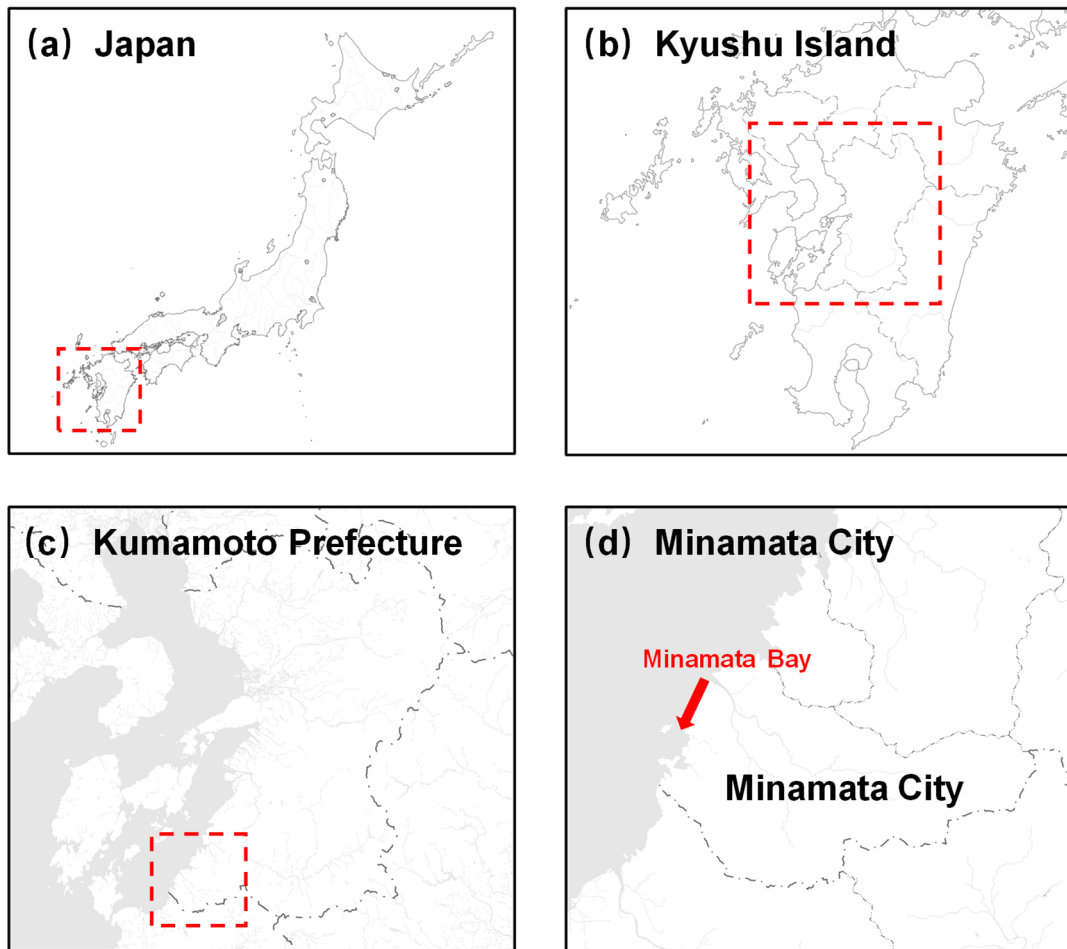 (a) Japan
(b) Kyushu Island
(c) Kumamoto Prefecture
(d) Minamata City
Minamata Bay
Minamata City